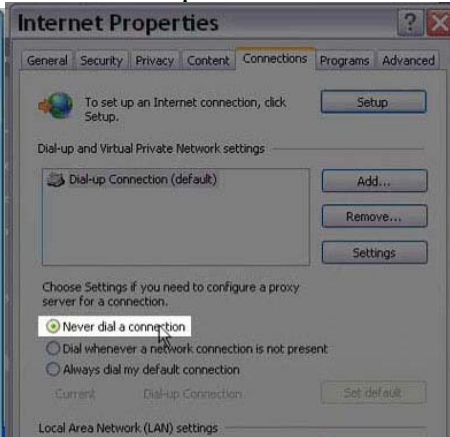 Internet Properties
General Security Privacy Content Connections Programs Advanced
To set up an Internet connection, click Setup
Setup.
Dial-up and Virtual Private Network settings
Dial-up Connection (default) Add...
Remove...
Settings
Choose Settings if you need to configure a proxy
server for a connection.
Never dial a connection
Dial whenever a network connection is not present
Always dial my default connection
Current Dial-up Connection Set default
Local Area Network (LAN) settings